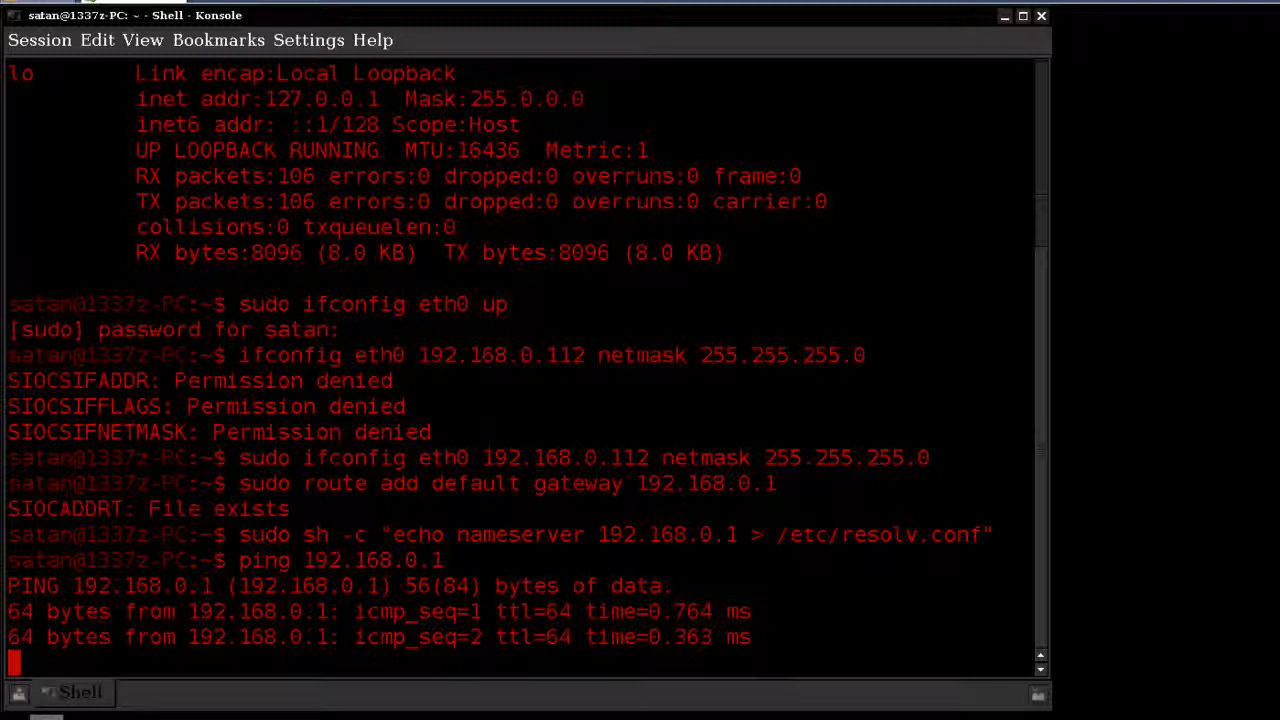 satan@1337z-PC: ~ - Shell - Konsole
Session Edit View Bookmarks Settings Help
lo Link encap:Local Loopback
inet addr:127.0.0.1 Mask:255.0.0.0
inet6 addr: ::1/128 Scope:Host
UP LOOPBACK RUNNING MTU:16436 Metric:1
RX packets:106 errors:0 dropped:0 overruns:0 frame:0
TX packets:106 errors:0 dropped:0 overruns:0 carrier:0
collisions:0 txqueuelen:0
RX bytes:8096 (8.0 KB) TX bytes:8096 (8.0 KB)
satan@1337z-PC:~$ sudo ifconfig eth0 up
[sudo] password for satan:
satan@1337z-PC:~$ ifconfig eth0 192.168.0.112 netmask 255.255.255.0
SIOCSIFADDR: Permission denied
SIOCSIFFLAGS: Permission denied
SIOCSIFNETMASK: Permission denied
satan@1337z-PC:~$ sudo ifconfig eth0 192.168.0.112 netmask 255.255.255.0
satan@1337z-PC:~$ sudo route add default gateway 192.168.0.1
SIOCADDRT: File exists
satan@1337z-PC:~$ sudo sh -c "echo nameserver 192.168.0.1 > /etc/resolv.conf"
satan@1337z-PC:~$ ping 192.168.0.1
PING 192.168.0.1 (192.168.0.1) 56(84) bytes of data.
64 bytes from 192.168.0.1: icmp_seq=1 ttl=64 time=0.764 ms
64 bytes from 192.168.0.1: icmp_seq=2 ttl=64 time=0.363 ms
Shell